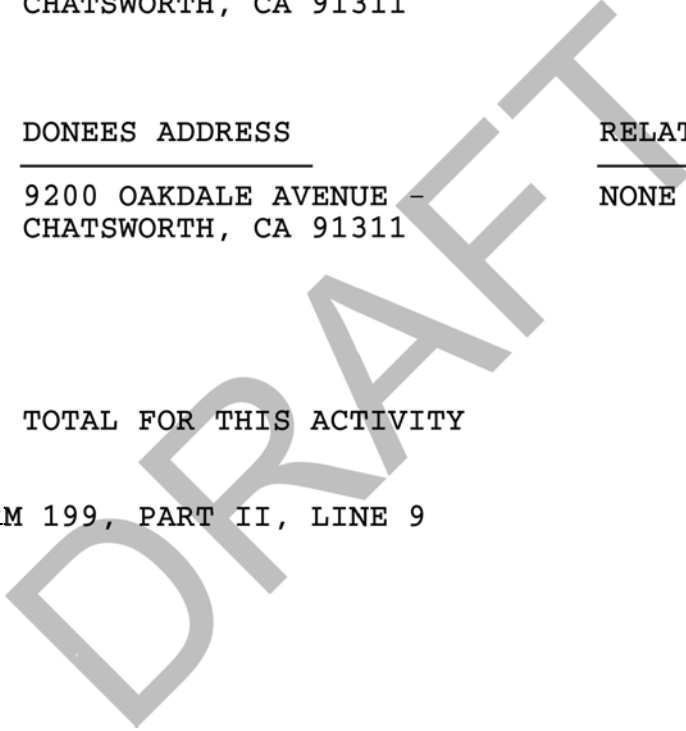 CHATSWORTH, CA 91311
DONEES ADDRESS
RELAT
9200 OAKDALE AVENUE -
NONE
CHATSWORTH, CA 91311
TOTAL FOR THIS ACTIVITY
M 199, PART II, LINE 9
DRAFT